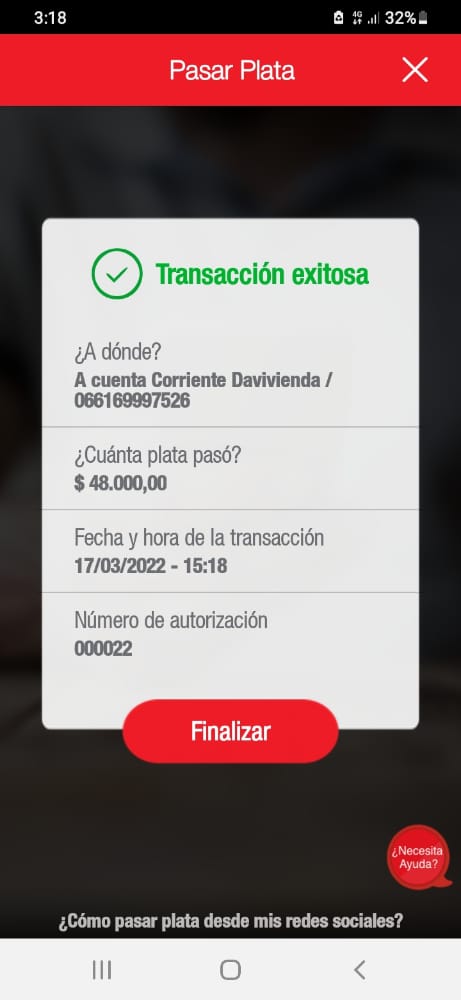 3:18
4G
32%
Pasar Plata
Transacción exitosa
¿A dónde?
A cuenta Corriente Davivienda /
066169997526
¿Cuánta plata pasó?
$ 48.000,00
Fecha y hora de la transacción
17/03/2022 - 15:18
Número de autorización
000022
Finalizar
¿Necesita
Ayuda?
¿Cómo pasar plata desde mis redes sociales?